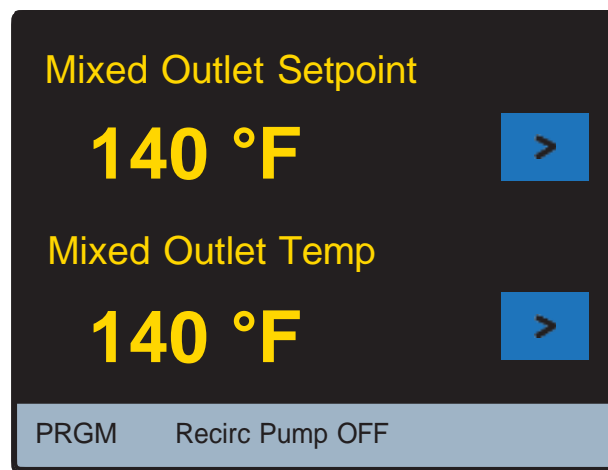 Mixed Outlet Setpoint
140 °F
>
Mixed Outlet Temp
140 °F
>
PRGM Recirc Pump OFF